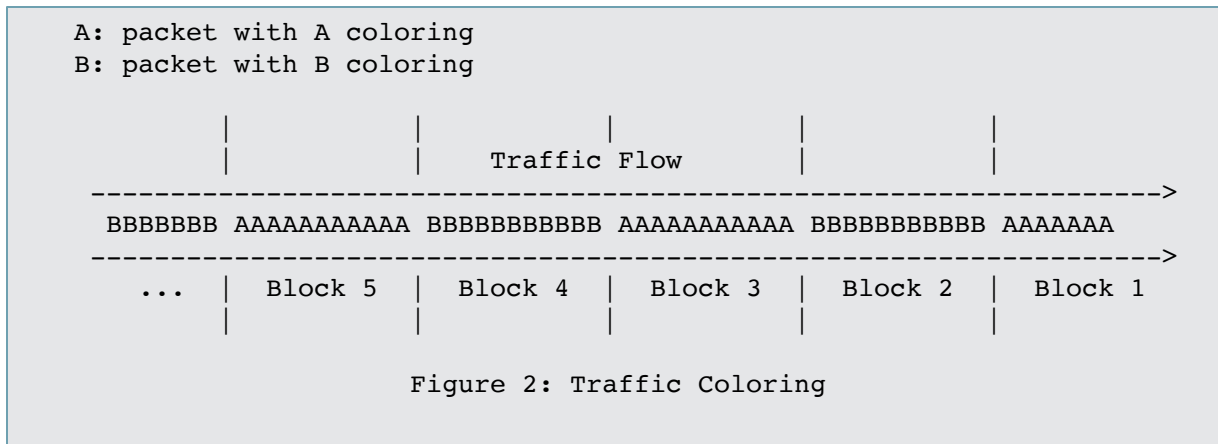 A: packet with A coloring
B: packet with B coloring
|           |           |           |           |
|           |    Traffic Flow       |           |
------------------------------------------------------------------->
BBBBBBB AAAAAAAAAAA BBBBBBBBBBB AAAAAAAAAAA BBBBBBBBBBB AAAAAAA
------------------------------------------------------------------->
...  |  Block 5  |  Block 4  |  Block 3  |  Block 2  |  Block 1
|           |           |           |           |
Figure 2: Traffic Coloring